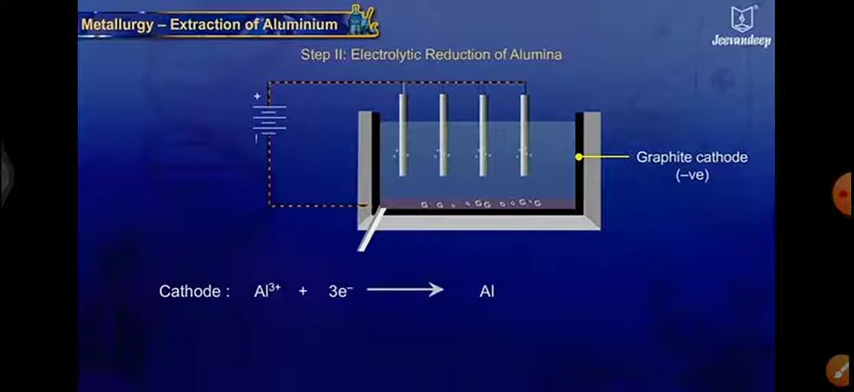 Metallurgy – Extraction of Aluminium
Jeevandeep
Step II: Electrolytic Reduction of Alumina
+
Graphite cathode
(–ve)
Cathode : Al³⁺ + 3e⁻ ⟶ Al